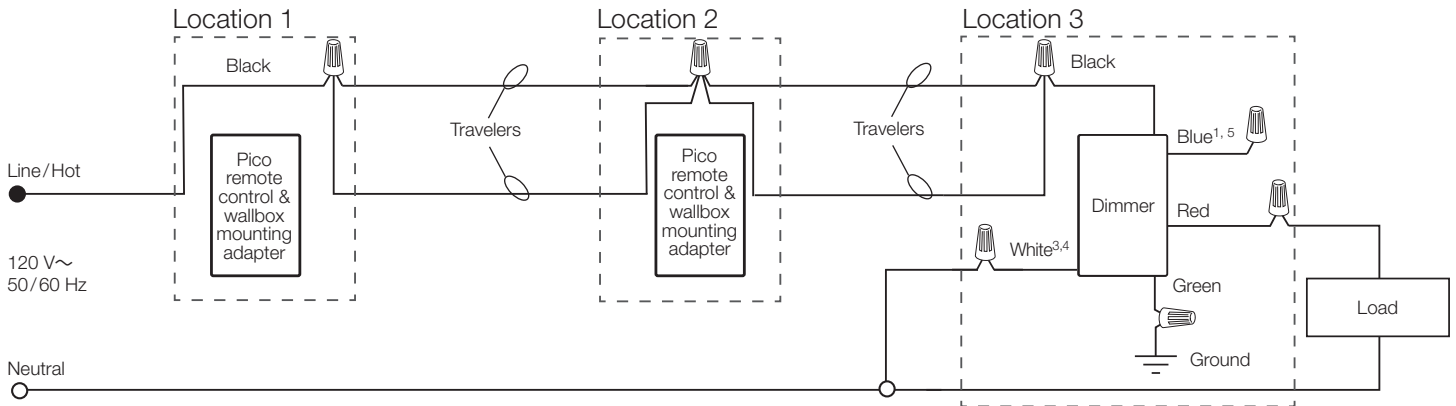 Location 1
Location 2
Location 3
Black
Travelers
Travelers
Black
Line/Hot
120 V~
50/60 Hz
Pico
remote
control &
wallbox
mounting
adapter
Pico
remote
control &
wallbox
mounting
adapter
Blue1, 5
Dimmer
Red
White3,4
Green
Load
Ground
Neutral